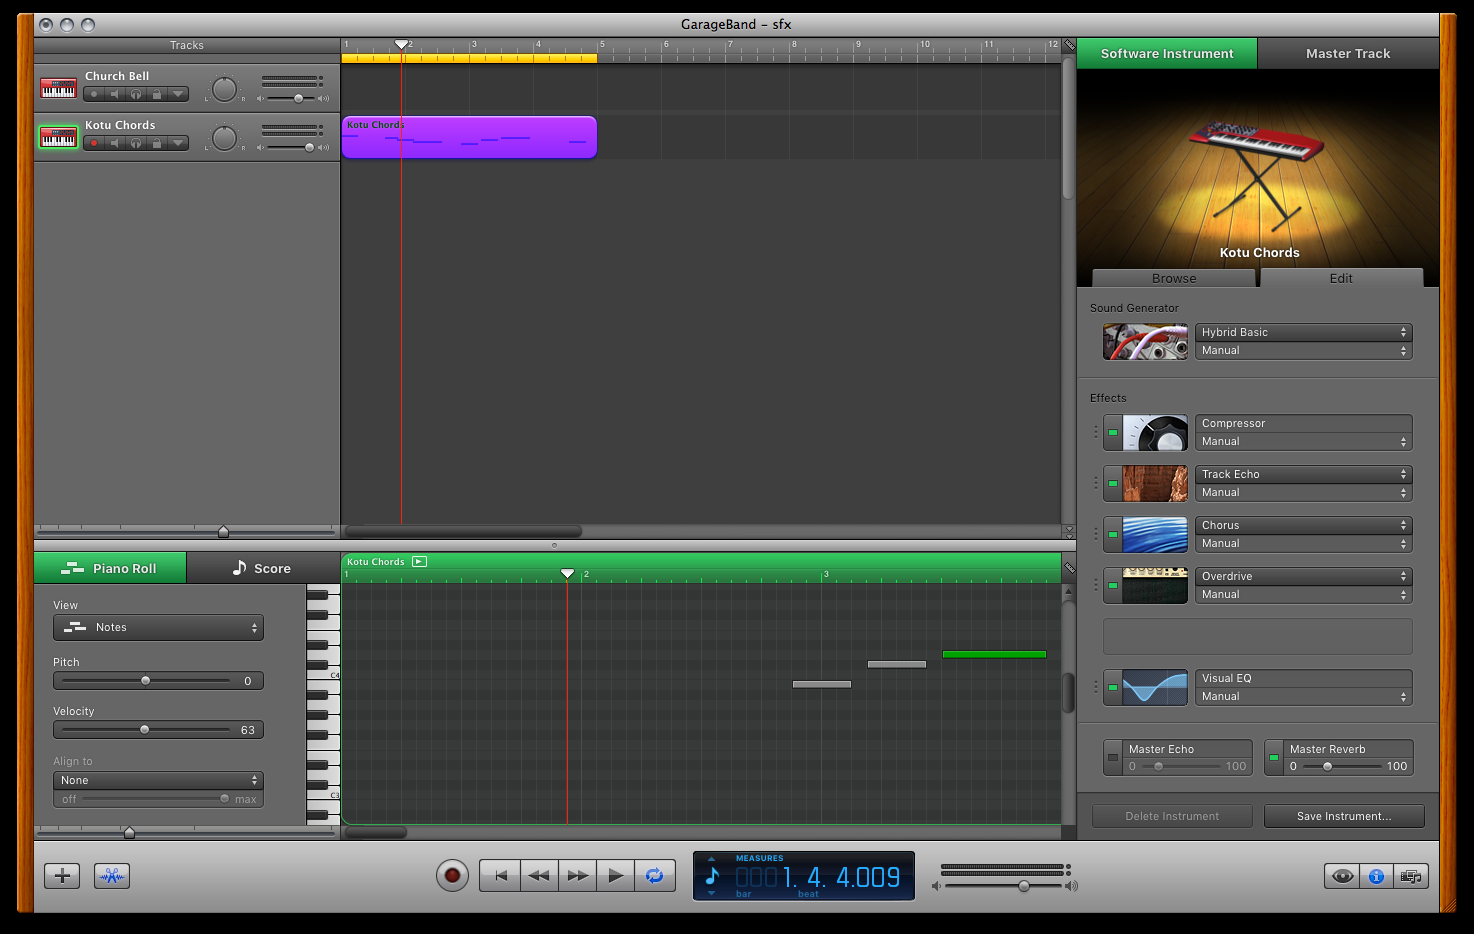 GarageBand – sfx
Tracks
1 2 3 4 5 6 7 8 9 10 11 12
Church Bell
L R
Kotu Chords
L R
Kotu Chords
Software Instrument
Master Track
Kotu Chords
Browse
Edit
Sound Generator
Hybrid Basic
Manual
Effects
Compressor
Manual
Track Echo
Manual
Chorus
Manual
Overdrive
Manual
Visual EQ
Manual
Master Echo
0 100
Master Reverb
0 100
Delete Instrument
Save Instrument...
Piano Roll
Score
View
Notes
Pitch
0
Velocity
63
Align to
None
off max
Kotu Chords
1 2 3
C4
C3
MEASURES
0001. 4. 4.009
bar beat